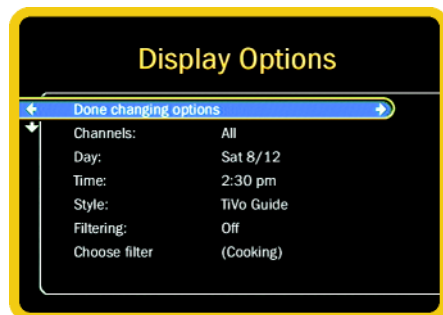 Display Options
Done changing options
Channels: All
Day: Sat 8/12
Time: 2:30 pm
Style: TiVo Guide
Filtering: Off
Choose filter (Cooking)